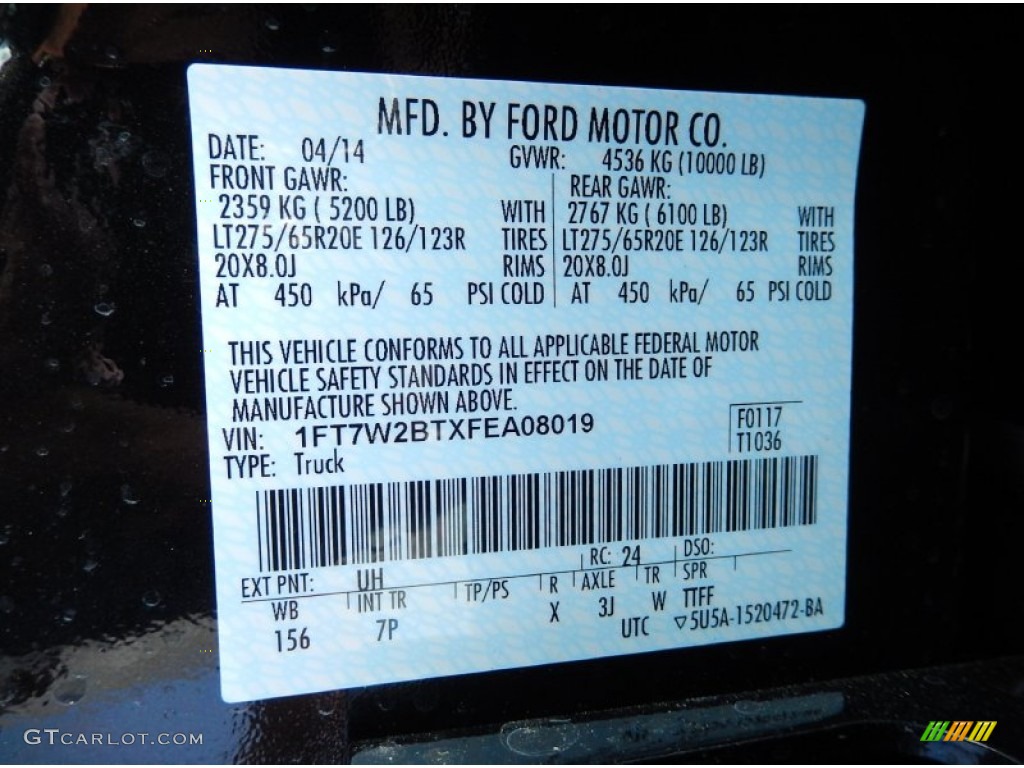 MFD. BY FORD MOTOR CO.
DATE: 04/14 GVWR: 4536 KG (10000 LB)
FRONT GAWR: REAR GAWR:
2359 KG ( 5200 LB) WITH 2767 KG ( 6100 LB) WITH
LT275/65R20E 126/123R TIRES LT275/65R20E 126/123R TIRES
20X8.0J RIMS 20X8.0J RIMS
AT 450 kPa/ 65 PSI COLD AT 450 kPa/ 65 PSI COLD
THIS VEHICLE CONFORMS TO ALL APPLICABLE FEDERAL MOTOR
VEHICLE SAFETY STANDARDS IN EFFECT ON THE DATE OF
MANUFACTURE SHOWN ABOVE.
VIN: 1FT7W2BTXFEA08019 F0117
TYPE: Truck T1036
EXT PNT: UH RC: 24 DSO:
WB INT TR TP/PS R AXLE TR SPR
156 7P X 3J W TTFF
UTC ▽5U5A-1520472-BA
GTCARLOT.COM